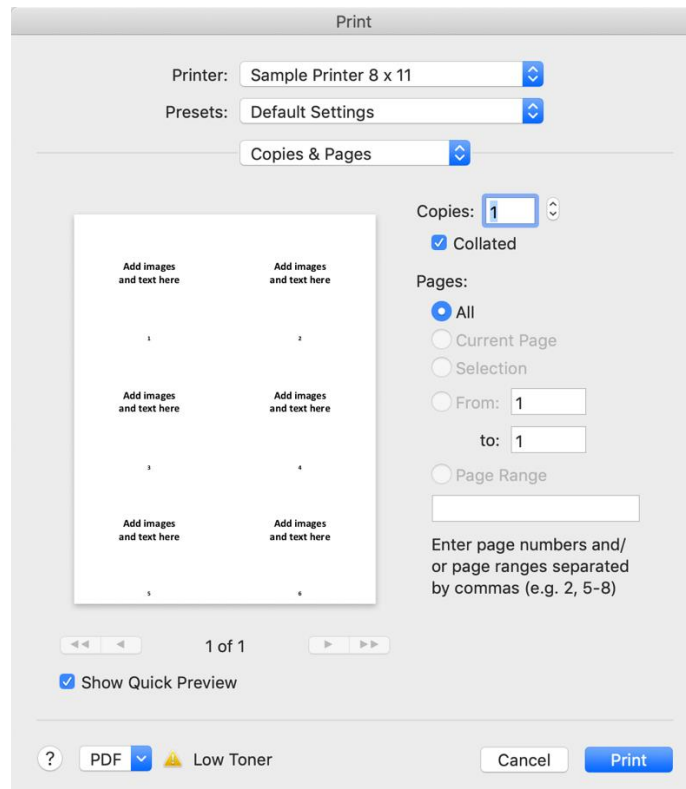 Print
Printer: Sample Printer 8 x 11
Presets: Default Settings
Copies & Pages
Copies: 1
Collated
Pages:
All
Current Page
Selection
From: 1
to: 1
Page Range
Enter page numbers and/
or page ranges separated
by commas (e.g. 2, 5-8)
Add images Add images
and text here and text here
1 2
Add images Add images
and text here and text here
3 4
Add images Add images
and text here and text here
5 6
1 of 1
Show Quick Preview
? PDF Low Toner Cancel Print